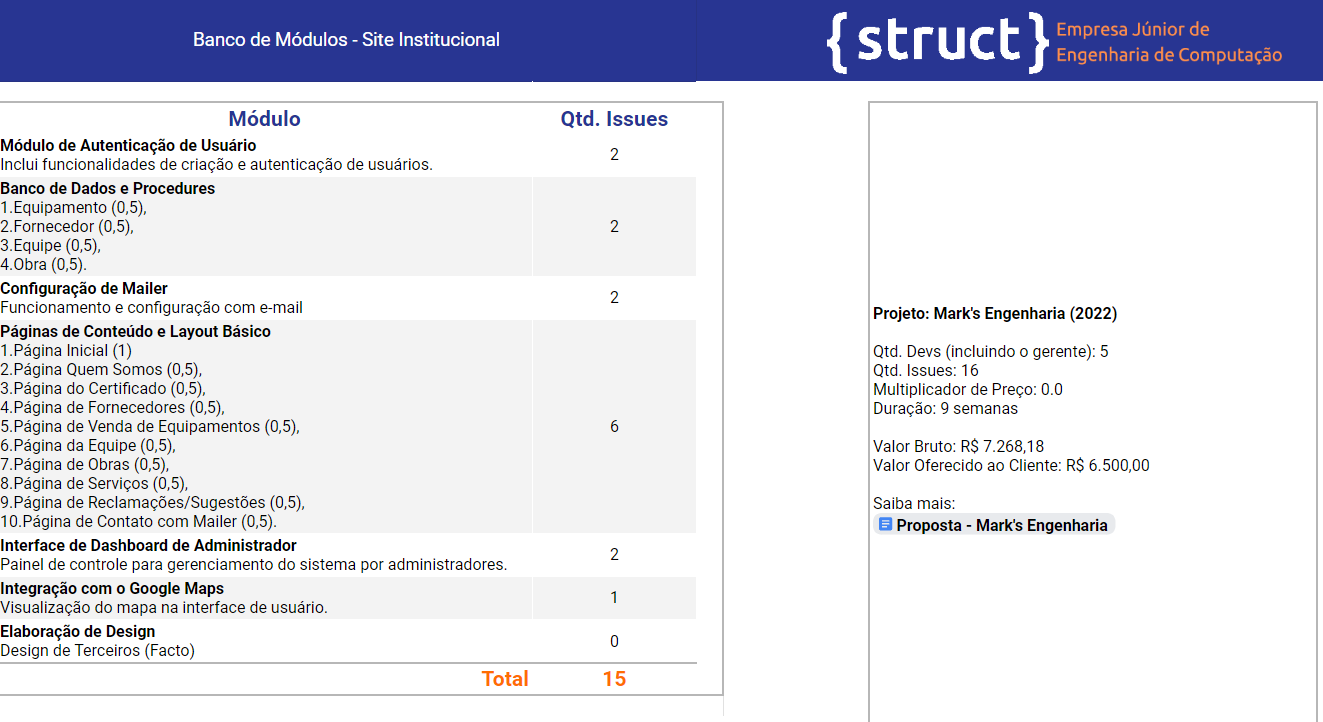 Banco de Módulos - Site Institucional
{struct} Empresa Júnior de
Engenharia de Computação
Módulo Qtd. Issues
Módulo de Autenticação de Usuário
Inclui funcionalidades de criação e autenticação de usuários.
2
Banco de Dados e Procedures
1.Equipamento (0,5),
2.Fornecedor (0,5),
3.Equipe (0,5),
4.Obra (0,5).
2
Configuração de Mailer
Funcionamento e configuração com e-mail
2
Páginas de Conteúdo e Layout Básico
1.Página Inicial (1)
2.Página Quem Somos (0,5),
3.Página do Certificado (0,5),
4.Página de Fornecedores (0,5),
5.Página de Venda de Equipamentos (0,5),
6.Página da Equipe (0,5),
7.Página de Obras (0,5),
8.Página de Serviços (0,5),
9.Página de Reclamações/Sugestões (0,5),
10.Página de Contato com Mailer (0,5).
6
Interface de Dashboard de Administrador
Painel de controle para gerenciamento do sistema por administradores.
2
Integração com o Google Maps
Visualização do mapa na interface de usuário.
1
Elaboração de Design
Design de Terceiros (Facto)
0
Total 15
Projeto: Mark's Engenharia (2022)
Qtd. Devs (incluindo o gerente): 5
Qtd. Issues: 16
Multiplicador de Preço: 0.0
Duração: 9 semanas
Valor Bruto: R$ 7.268,18
Valor Oferecido ao Cliente: R$ 6.500,00
Saiba mais:
Proposta - Mark's Engenharia